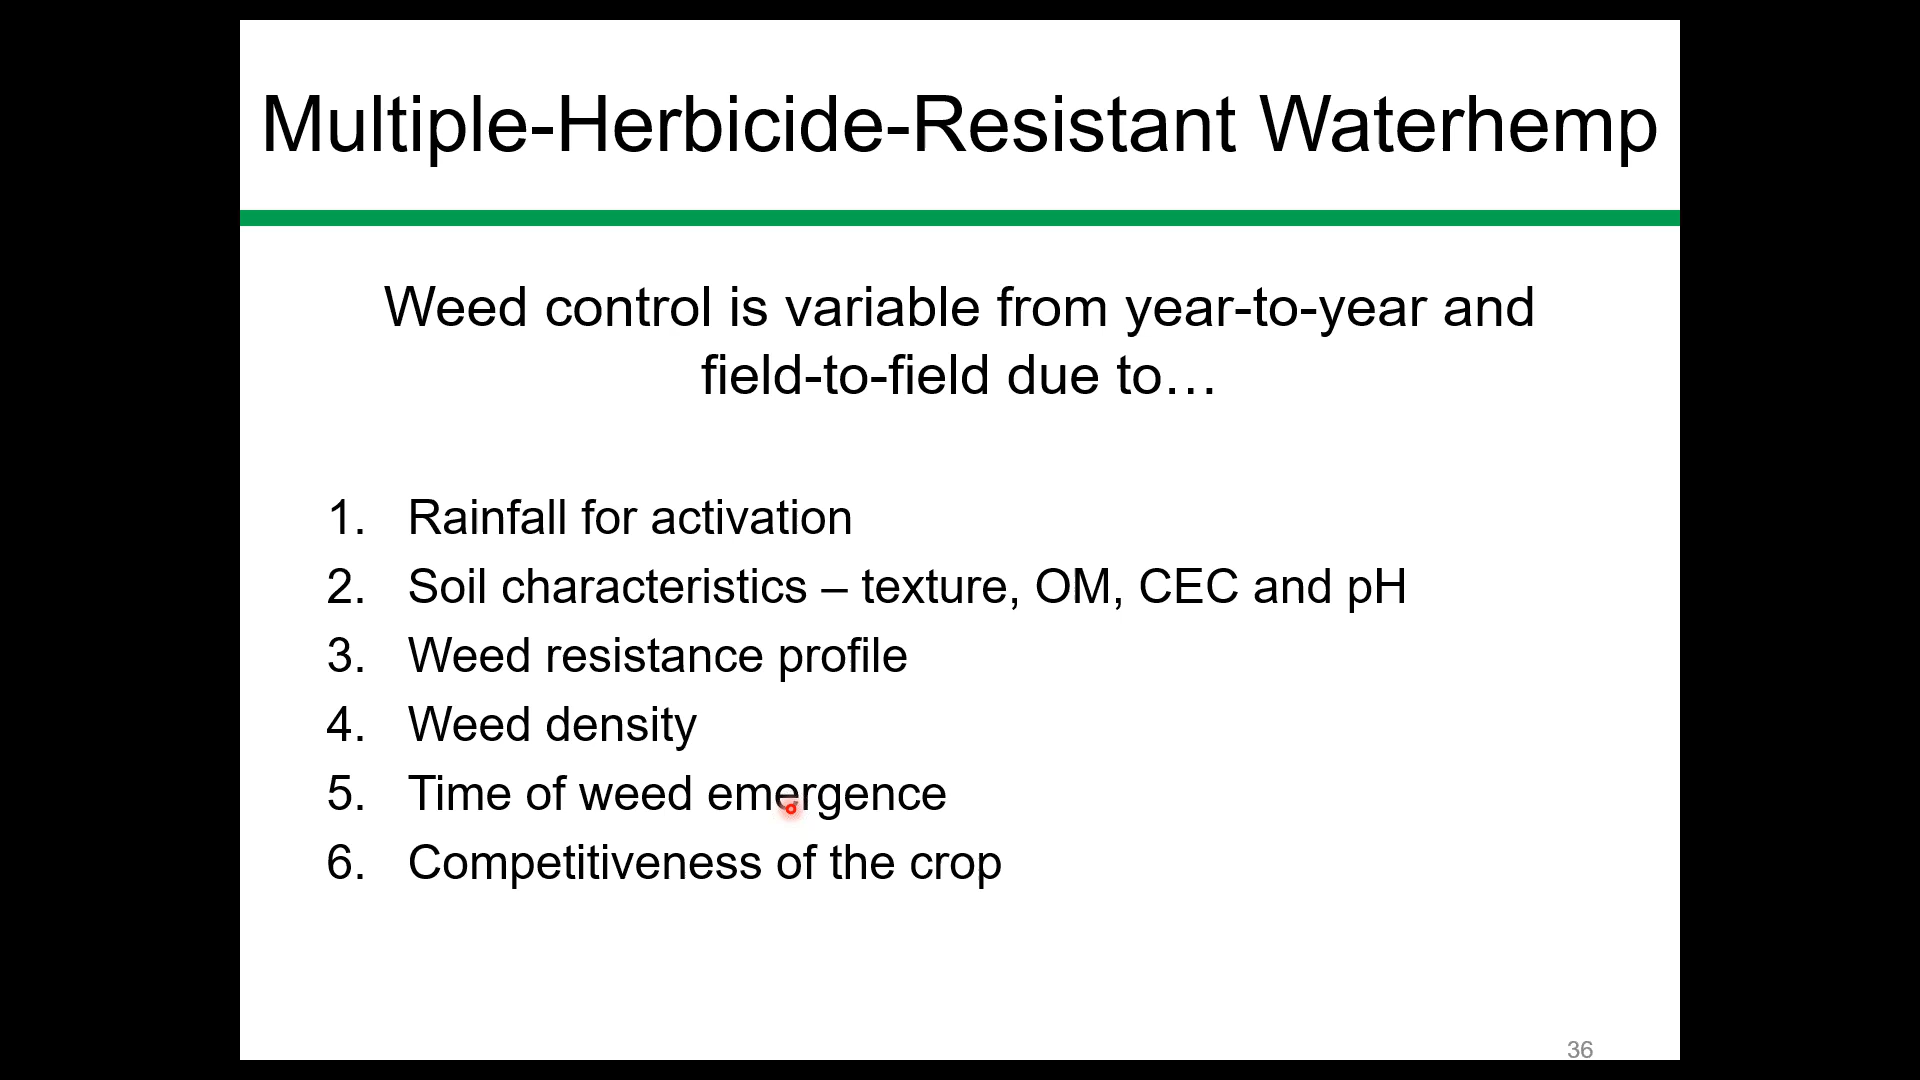 Multiple-Herbicide-Resistant Waterhemp
Weed control is variable from year-to-year and
field-to-field due to…
1. Rainfall for activation
2. Soil characteristics – texture, OM, CEC and pH
3. Weed resistance profile
4. Weed density
5. Time of weed emergence
6. Competitiveness of the crop
36